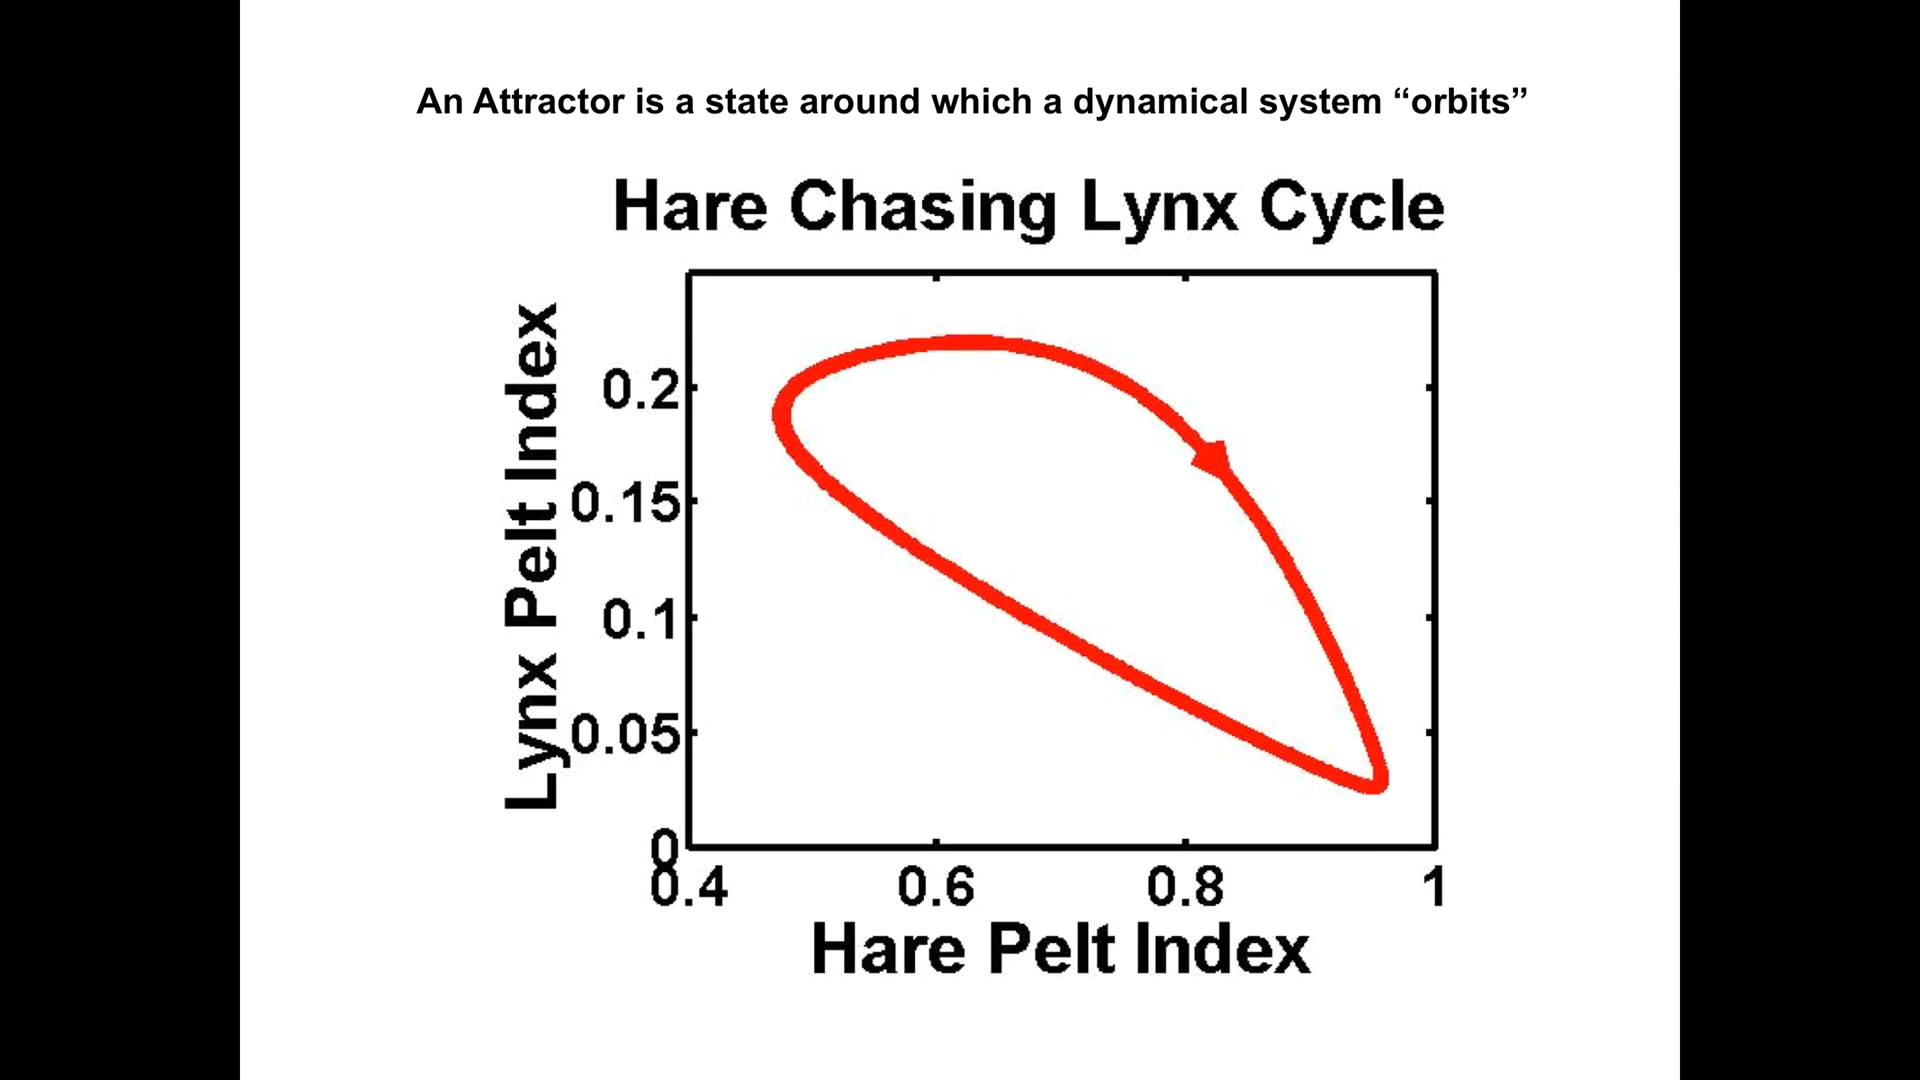 An Attractor is a state around which a dynamical system “orbits”
Hare Chasing Lynx Cycle
Lynx Pelt Index
0.2
0.15
0.1
0.05
0
0.4 0.6 0.8 1
Hare Pelt Index